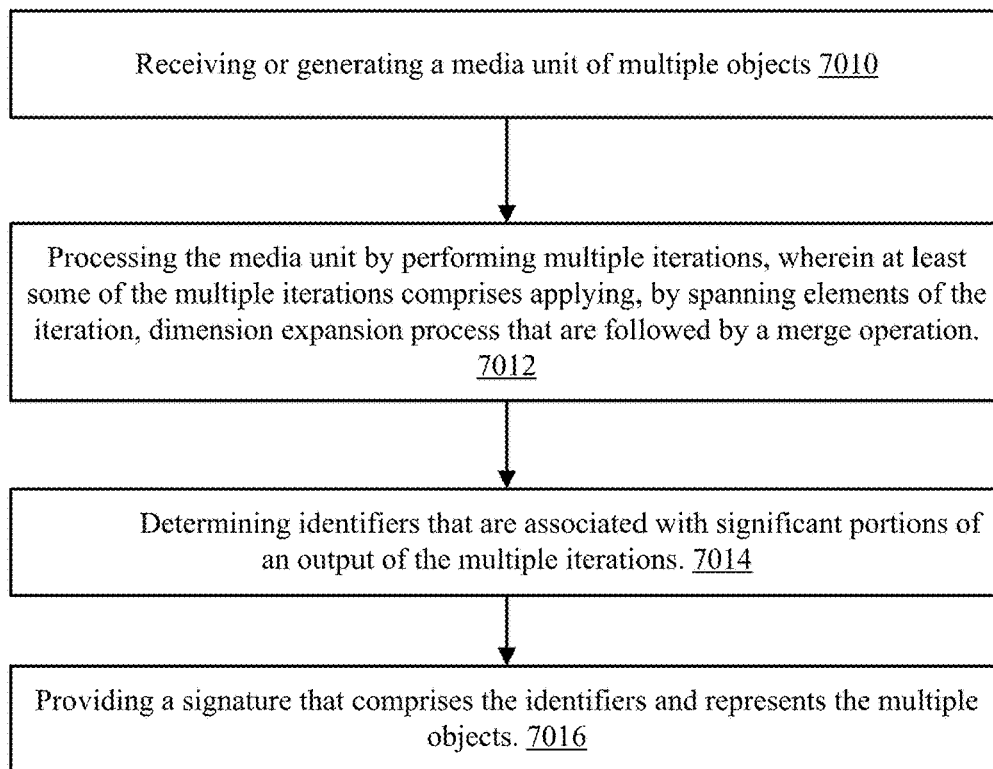 Receiving or generating a media unit of multiple objects 7010
Processing the media unit by performing multiple iterations, wherein at least
some of the multiple iterations comprises applying, by spanning elements of the
iteration, dimension expansion process that are followed by a merge operation.
7012
Determining identifiers that are associated with significant portions of
an output of the multiple iterations. 7014
Providing a signature that comprises the identifiers and represents the multiple
objects. 7016